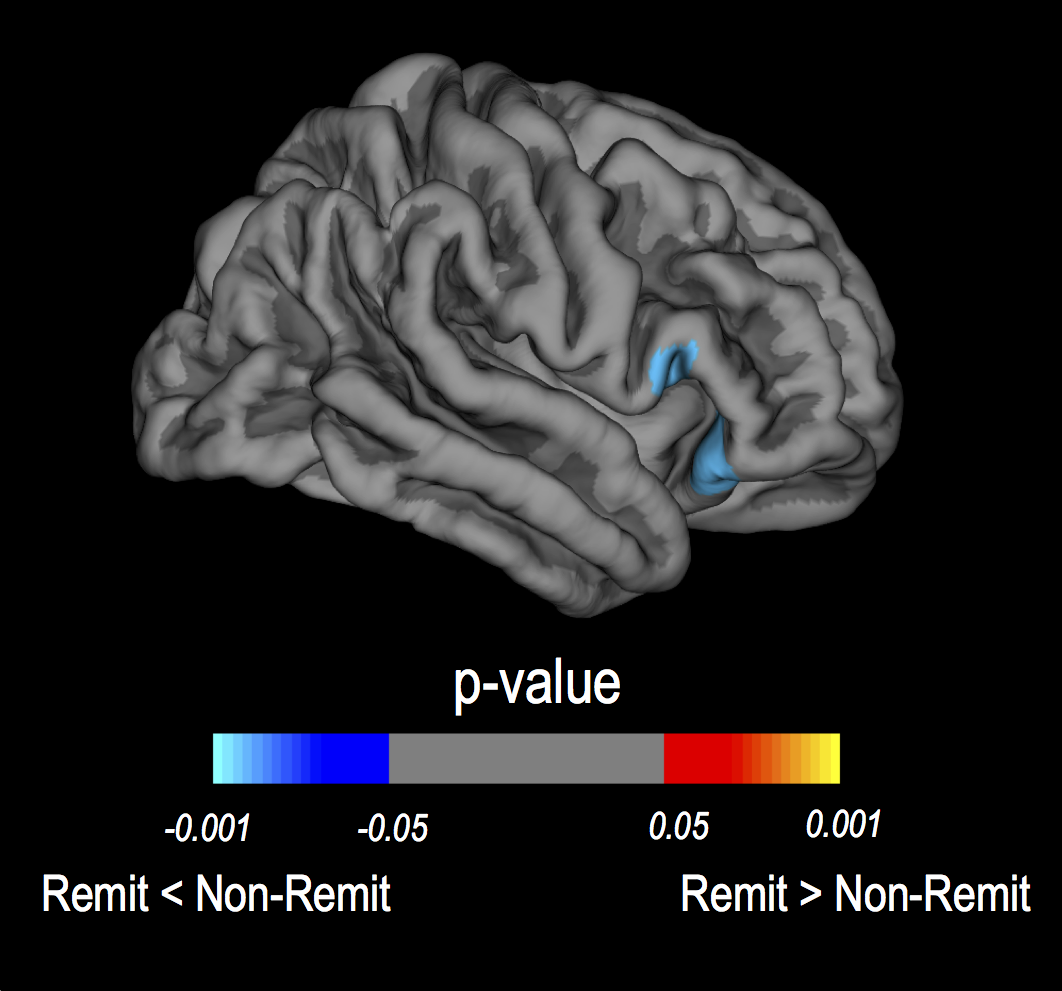 p-value
-0.001 -0.05 0.05 0.001
Remit < Non-Remit Remit > Non-Remit